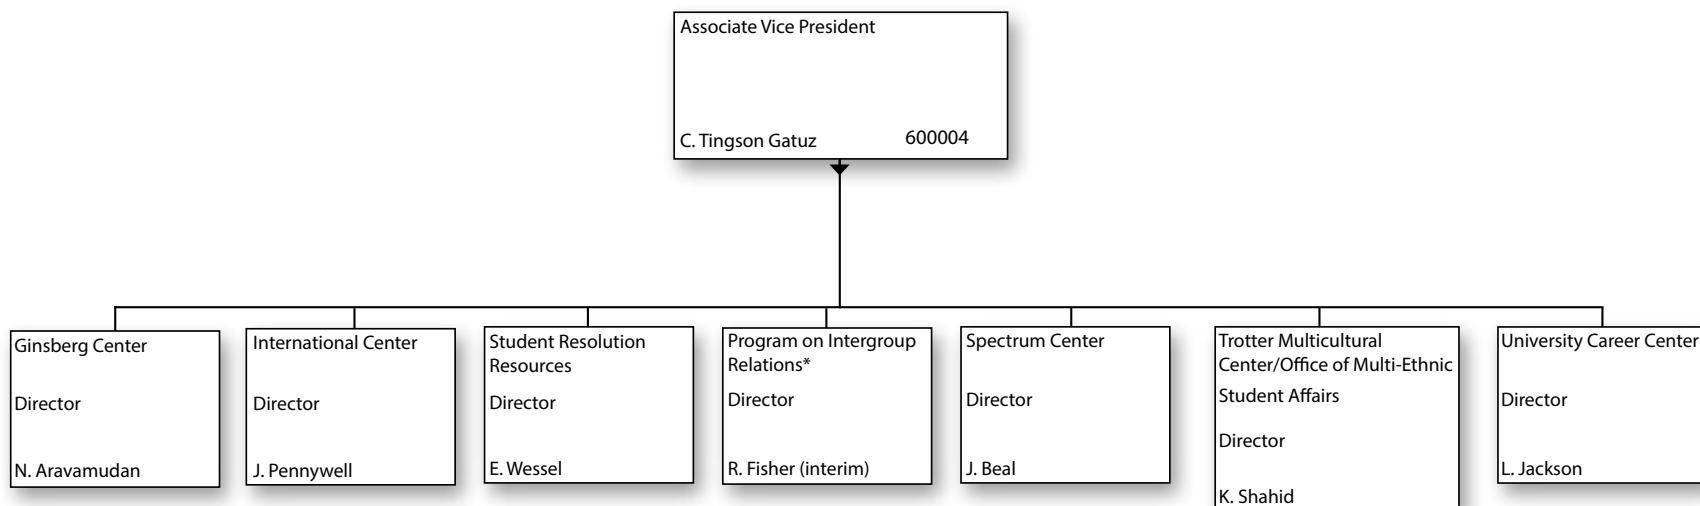 Associate Vice President
C. Tingson Gatuz 600004
Ginsberg Center
Director
N. Aravamudan
International Center
Director
J. Pennywell
Student Resolution
Resources
Director
E. Wessel
Program on Intergroup
Relations*
Director
R. Fisher (interim)
Spectrum Center
Director
J. Beal
Trotter Multicultural
Center/Office of Multi-Ethnic
Student Affairs
Director
K. Shahid
University Career Center
Director
L. Jackson